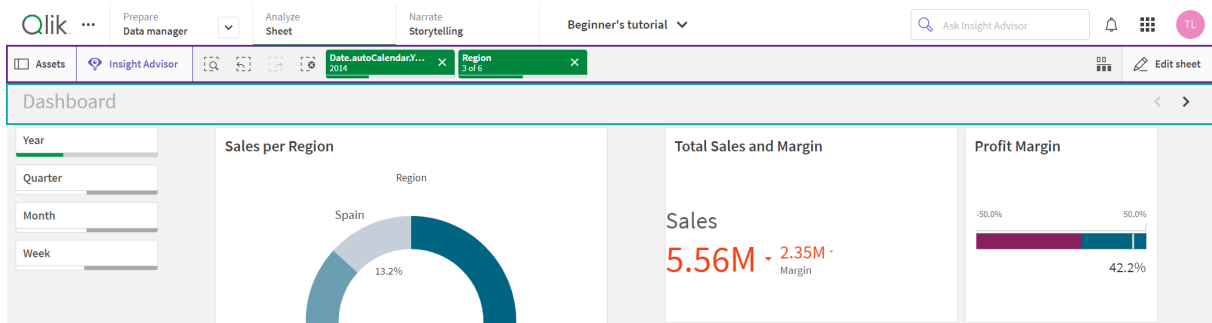 Qlik
Prepare
Data manager
Analyze
Sheet
Narrate
Storytelling
Beginner's tutorial
Ask Insight Advisor
TL
Assets
Insight Advisor
Date.autoCalendar.Y...
2014
Region
3 of 6
Edit sheet
Dashboard
Year
Quarter
Month
Week
Sales per Region
Region
Spain
13.2%
Total Sales and Margin
Sales
5.56M
2.35M
Margin
Profit Margin
-50.0%
50.0%
42.2%